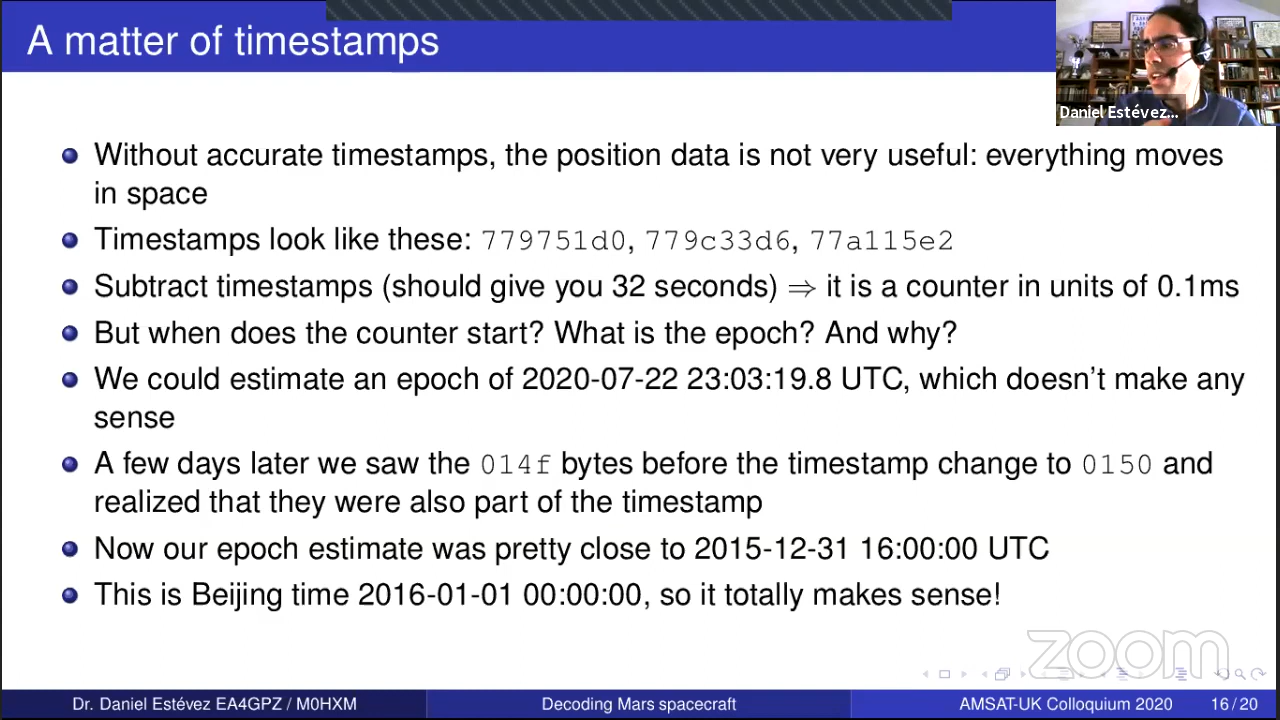 A matter of timestamps
Daniel Estévez...
Without accurate timestamps, the position data is not very useful: everything moves
in space
Timestamps look like these: 779751d0, 779c33d6, 77a115e2
Subtract timestamps (should give you 32 seconds) ⇒ it is a counter in units of 0.1ms
But when does the counter start? What is the epoch? And why?
We could estimate an epoch of 2020-07-22 23:03:19.8 UTC, which doesn't make any
sense
A few days later we saw the 014f bytes before the timestamp change to 0150 and
realized that they were also part of the timestamp
Now our epoch estimate was pretty close to 2015-12-31 16:00:00 UTC
This is Beijing time 2016-01-01 00:00:00, so it totally makes sense!
zoom
Dr. Daniel Estévez EA4GPZ / M0HXM
Decoding Mars spacecraft
AMSAT-UK Colloquium 2020
16 / 20